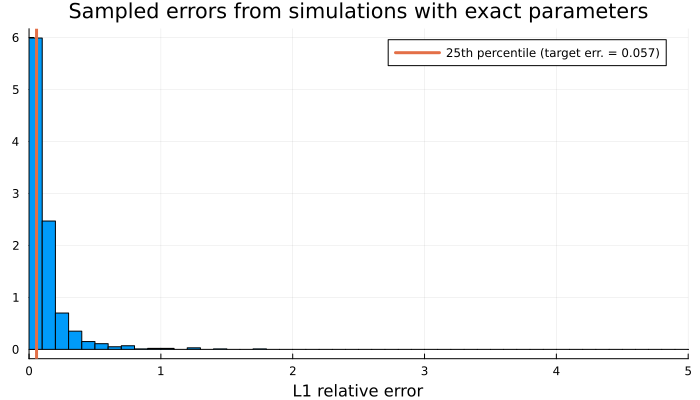 Sampled errors from simulations with exact parameters
25th percentile (target err. = 0.057)
6
5
4
3
2
1
0
0 1 2 3 4 5
L1 relative error